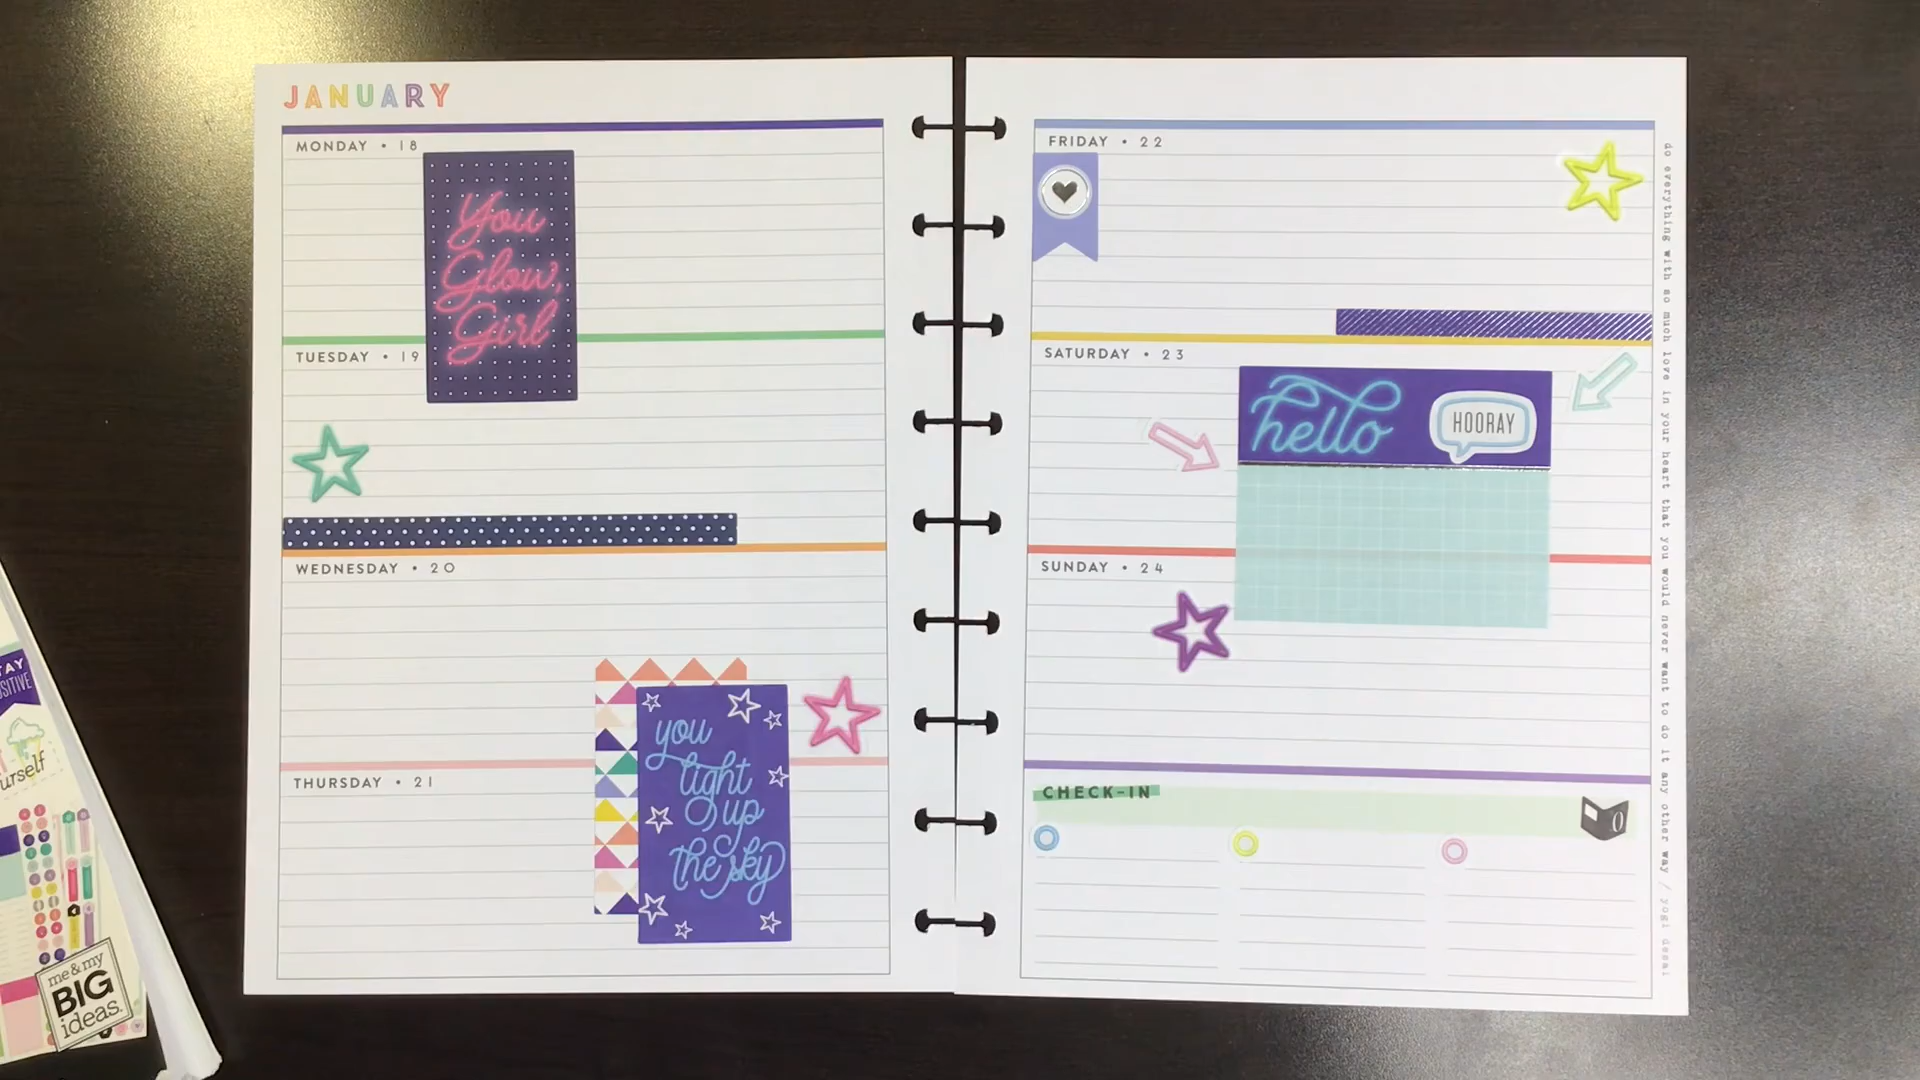 JANUARY
MONDAY • 18
You
Glow,
Girl
TUESDAY • 19
WEDNESDAY • 20
you
light
up
the sky
THURSDAY • 21
FRIDAY • 22
SATURDAY • 23
hello
HOORAY
SUNDAY • 24
CHECK-IN
do everything with so much love in your heart that you would never want to do it any other way / yogi desai
me & my
BIG
ideas.